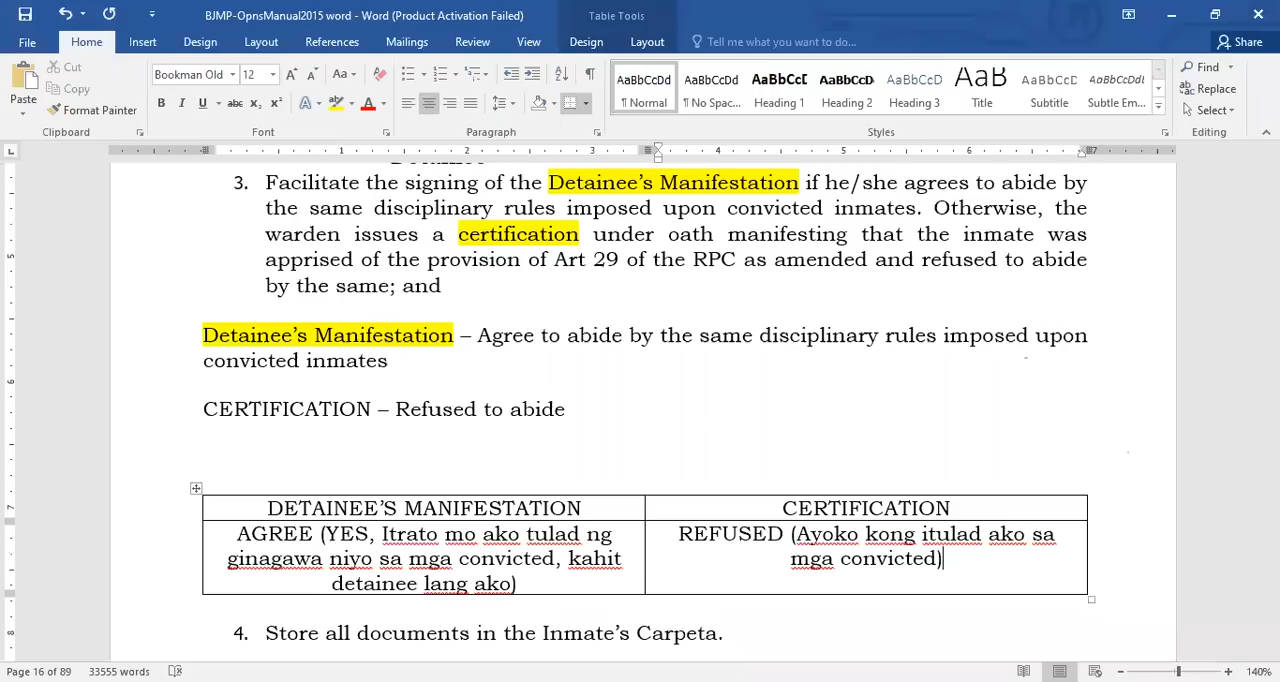 BJMP-OpnsManual2015 word - Word (Product Activation Failed)
Table Tools
File Home Insert Design Layout References Mailings Review View Design Layout Tell me what you want to do... Share
Paste
Cut
Copy
Format Painter
Clipboard
Bookman Old 12
Font
Paragraph
AaBbCcDd
¶ Normal
AaBbCcDd
¶ No Spac...
AaBbCcI
Heading 1
AaBbCcD
Heading 2
AaBbCcD
Heading 3
AaB
Title
AaBbCcD
Subtitle
AaBbCcDd
Subtle Em...
Styles
Find
Replace
Select
Editing
3. Facilitate the signing of the Detainee’s Manifestation if he/she agrees to abide by
the same disciplinary rules imposed upon convicted inmates. Otherwise, the
warden issues a certification under oath manifesting that the inmate was
apprised of the provision of Art 29 of the RPC as amended and refused to abide
by the same; and
Detainee’s Manifestation – Agree to abide by the same disciplinary rules imposed upon
convicted inmates
CERTIFICATION – Refused to abide
DETAINEE’S MANIFESTATION
CERTIFICATION
AGREE (YES, Itrato mo ako tulad ng
ginagawa niyo sa mga convicted, kahit
detainee lang ako)
REFUSED (Ayoko kong itulad ako sa
mga convicted)
4. Store all documents in the Inmate’s Carpeta.
Page 16 of 89 33555 words
140%